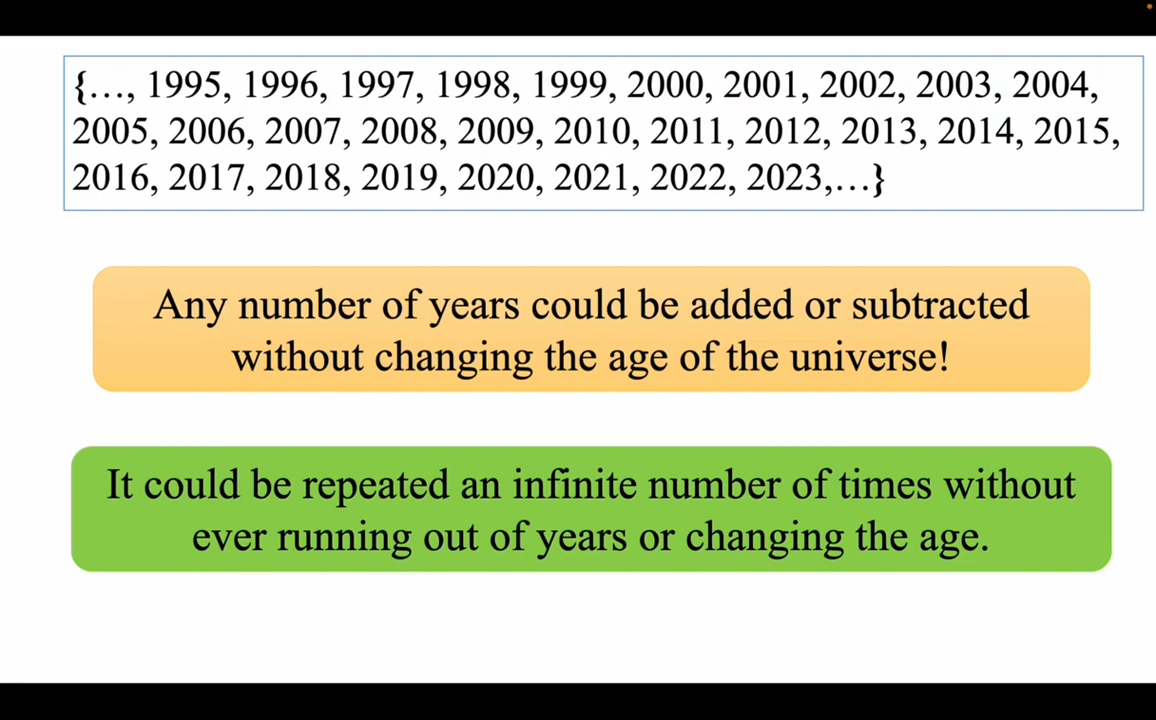 {…, 1995, 1996, 1997, 1998, 1999, 2000, 2001, 2002, 2003, 2004,
2005, 2006, 2007, 2008, 2009, 2010, 2011, 2012, 2013, 2014, 2015,
2016, 2017, 2018, 2019, 2020, 2021, 2022, 2023,…}
Any number of years could be added or subtracted
without changing the age of the universe!
It could be repeated an infinite number of times without
ever running out of years or changing the age.